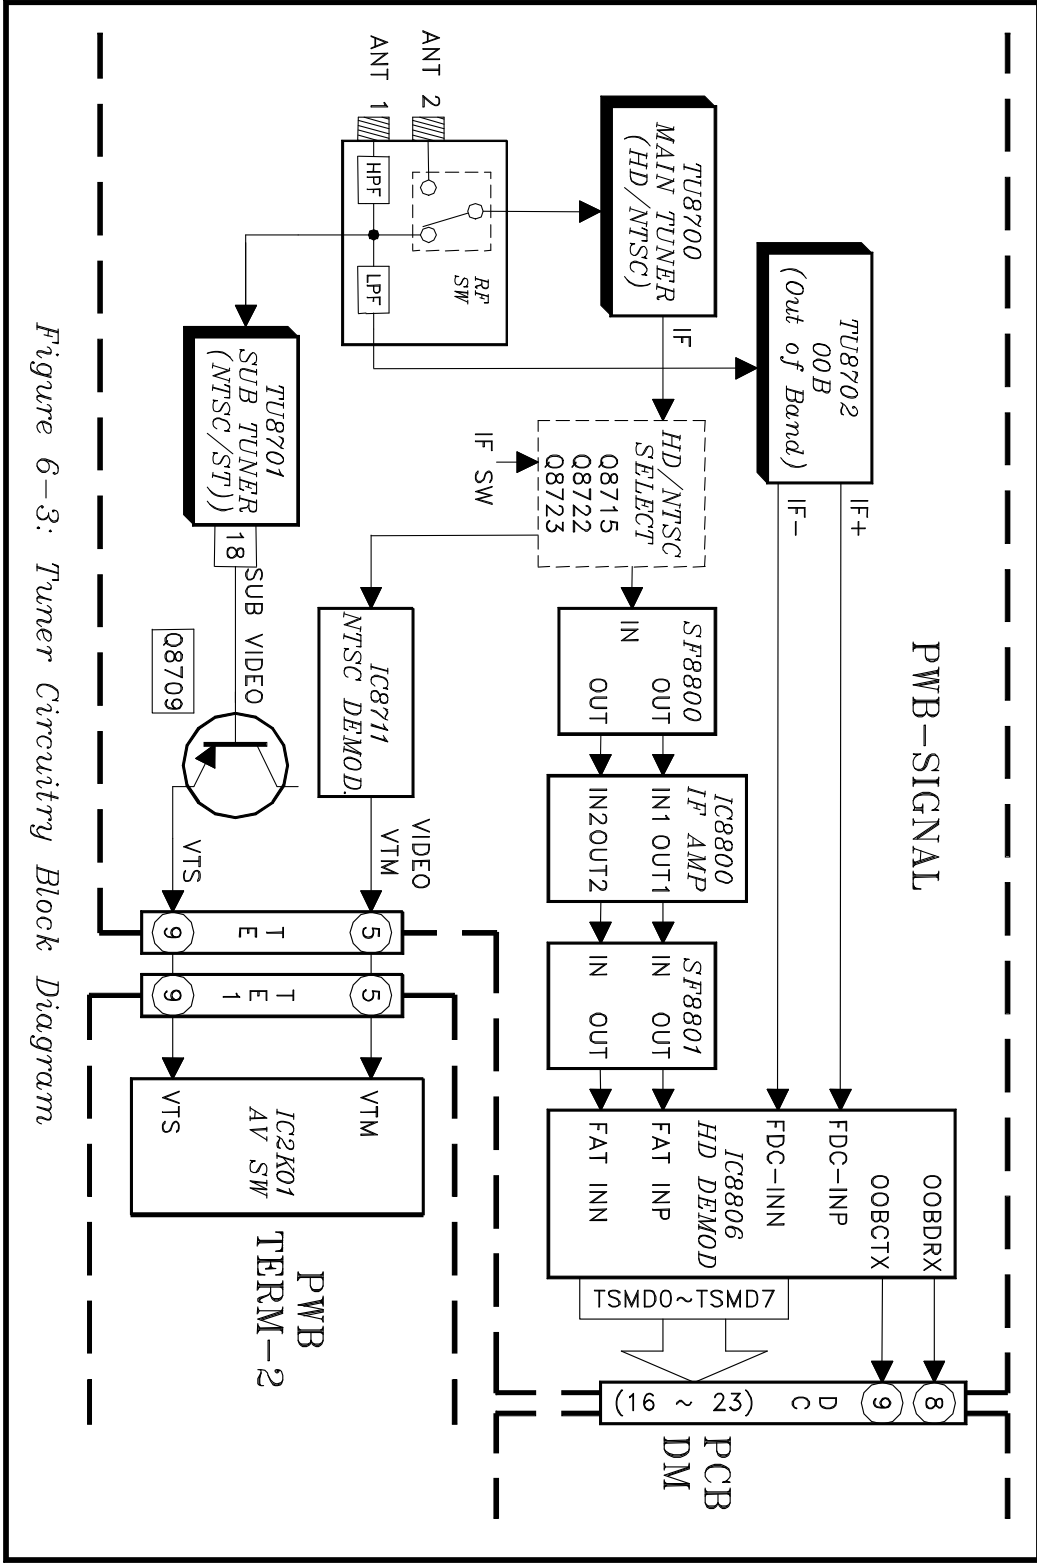 PWB-SIGNAL
TU8702
OOB
(Out of Band)
IF+
IF-
TU8700
MAIN TUNER
(HD/NTSC)
IF
ANT 2
ANT 1
HPF
LPF
RF
SW
HD/NTSC
SELECT
Q8715
Q8722
Q8723
IF SW
SF8800
IN
OUT
OUT
IC8800
IF AMP
IN1 OUT1
IN2OUT2
SF8801
IN OUT
IN OUT
OOBDRX
OOBCTX
FDC-INP
FDC-INN
IC8806
HD DEMOD
FAT INP
FAT INN
TSMD0~TSMD7
8
9
D
C
(16 ~ 23)
PCB
DM
IC8711
NTSC DEMOD.
VIDEO
VTM
TU8701
SUB TUNER
(NTSC/ST))
18
SUB VIDEO
Q8709
VTS
5
T
E
9
5
T
E
1
9
VTM
IC2K01
AV SW
VTS
PWB
TERM-2
Figure 6-3: Tuner Circuitry Block Diagram